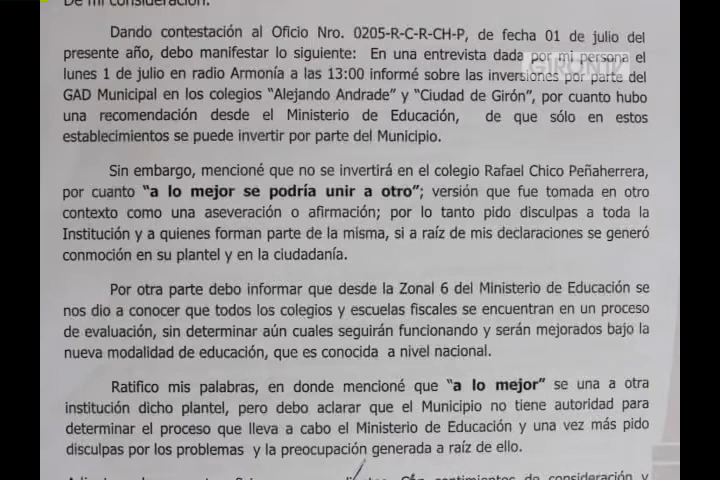 De mi consideración:
Dando contestación al Oficio Nro. 0205-R-C-R-CH-P, de fecha 01 de julio del
presente año, debo manifestar lo siguiente: En una entrevista dada por mi persona el
lunes 1 de julio en radio Armonía a las 13:00 informé sobre las inversiones por parte del
GAD Municipal en los colegios "Alejando Andrade" y "Ciudad de Girón", por cuanto hubo
una recomendación desde el Ministerio de Educación, de que sólo en estos
establecimientos se puede invertir por parte del Municipio.
Sin embargo, mencioné que no se invertirá en el colegio Rafael Chico Peñaherrera,
por cuanto "a lo mejor se podría unir a otro"; versión que fue tomada en otro
contexto como una aseveración o afirmación; por lo tanto pido disculpas a toda la
Institución y a quienes forman parte de la misma, si a raíz de mis declaraciones se generó
conmoción en su plantel y en la ciudadanía.
Por otra parte debo informar que desde la Zonal 6 del Ministerio de Educación se
nos dio a conocer que todos los colegios y escuelas fiscales se encuentran en un proceso
de evaluación, sin determinar aún cuales seguirán funcionando y serán mejorados bajo la
nueva modalidad de educación, que es conocida a nivel nacional.
Ratifico mis palabras, en donde mencioné que "a lo mejor" se una a otra
institución dicho plantel, pero debo aclarar que el Municipio no tiene autoridad para
determinar el proceso que lleva a cabo el Ministerio de Educación y una vez más pido
disculpas por los problemas y la preocupación generada a raíz de ello.
sentimientos de consideración y
GIRONTV